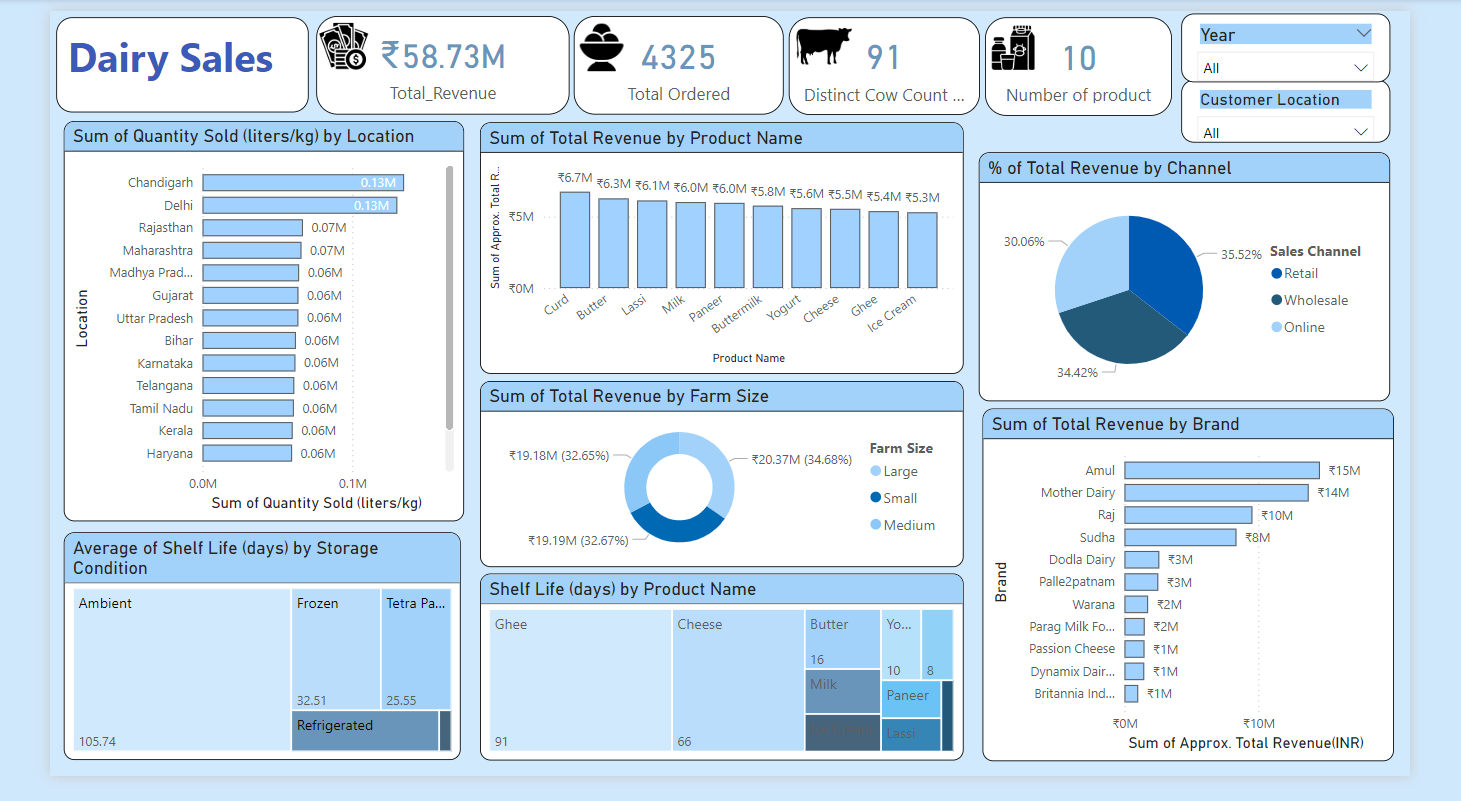 Dairy Sales
₹58.73M
Total_Revenue
4325
Total Ordered
91
Distinct Cow Count ...
10
Number of product
Year
All
Customer Location
All
Sum of Quantity Sold (liters/kg) by Location
Location
Chandigarh 0.13M
Delhi 0.13M
Rajasthan 0.07M
Maharashtra 0.07M
Madhya Prad... 0.06M
Gujarat 0.06M
Uttar Pradesh 0.06M
Bihar 0.06M
Karnataka 0.06M
Telangana 0.06M
Tamil Nadu 0.06M
Kerala 0.06M
Haryana 0.06M
0.0M 0.1M
Sum of Quantity Sold (liters/kg)
Sum of Total Revenue by Product Name
Sum of Approx. Total R...
₹6.7M ₹6.3M ₹6.1M ₹6.0M ₹6.0M ₹5.8M ₹5.6M ₹5.5M ₹5.4M ₹5.3M
₹5M
₹0M
Curd Butter Lassi Milk Paneer Buttermilk Yogurt Cheese Ghee Ice Cream
Product Name
% of Total Revenue by Channel
30.06%
35.52%
34.42%
Sales Channel
Retail
Wholesale
Online
Sum of Total Revenue by Farm Size
₹19.18M (32.65%)
₹20.37M (34.68%)
₹19.19M (32.67%)
Farm Size
Large
Small
Medium
Sum of Total Revenue by Brand
Brand
Amul ₹15M
Mother Dairy ₹14M
Raj ₹10M
Sudha ₹8M
Dodla Dairy ₹3M
Palle2patnam ₹3M
Warana ₹2M
Parag Milk Fo... ₹2M
Passion Cheese ₹1M
Dynamix Dair... ₹1M
Britannia Ind... ₹1M
₹0M ₹10M
Sum of Approx. Total Revenue(INR)
Average of Shelf Life (days) by Storage
Condition
Ambient
105.74
Frozen
32.51
Tetra Pa...
25.55
Refrigerated
Shelf Life (days) by Product Name
Ghee
91
Cheese
66
Butter
16
Milk
Yo...
10
8
Paneer
Lassi